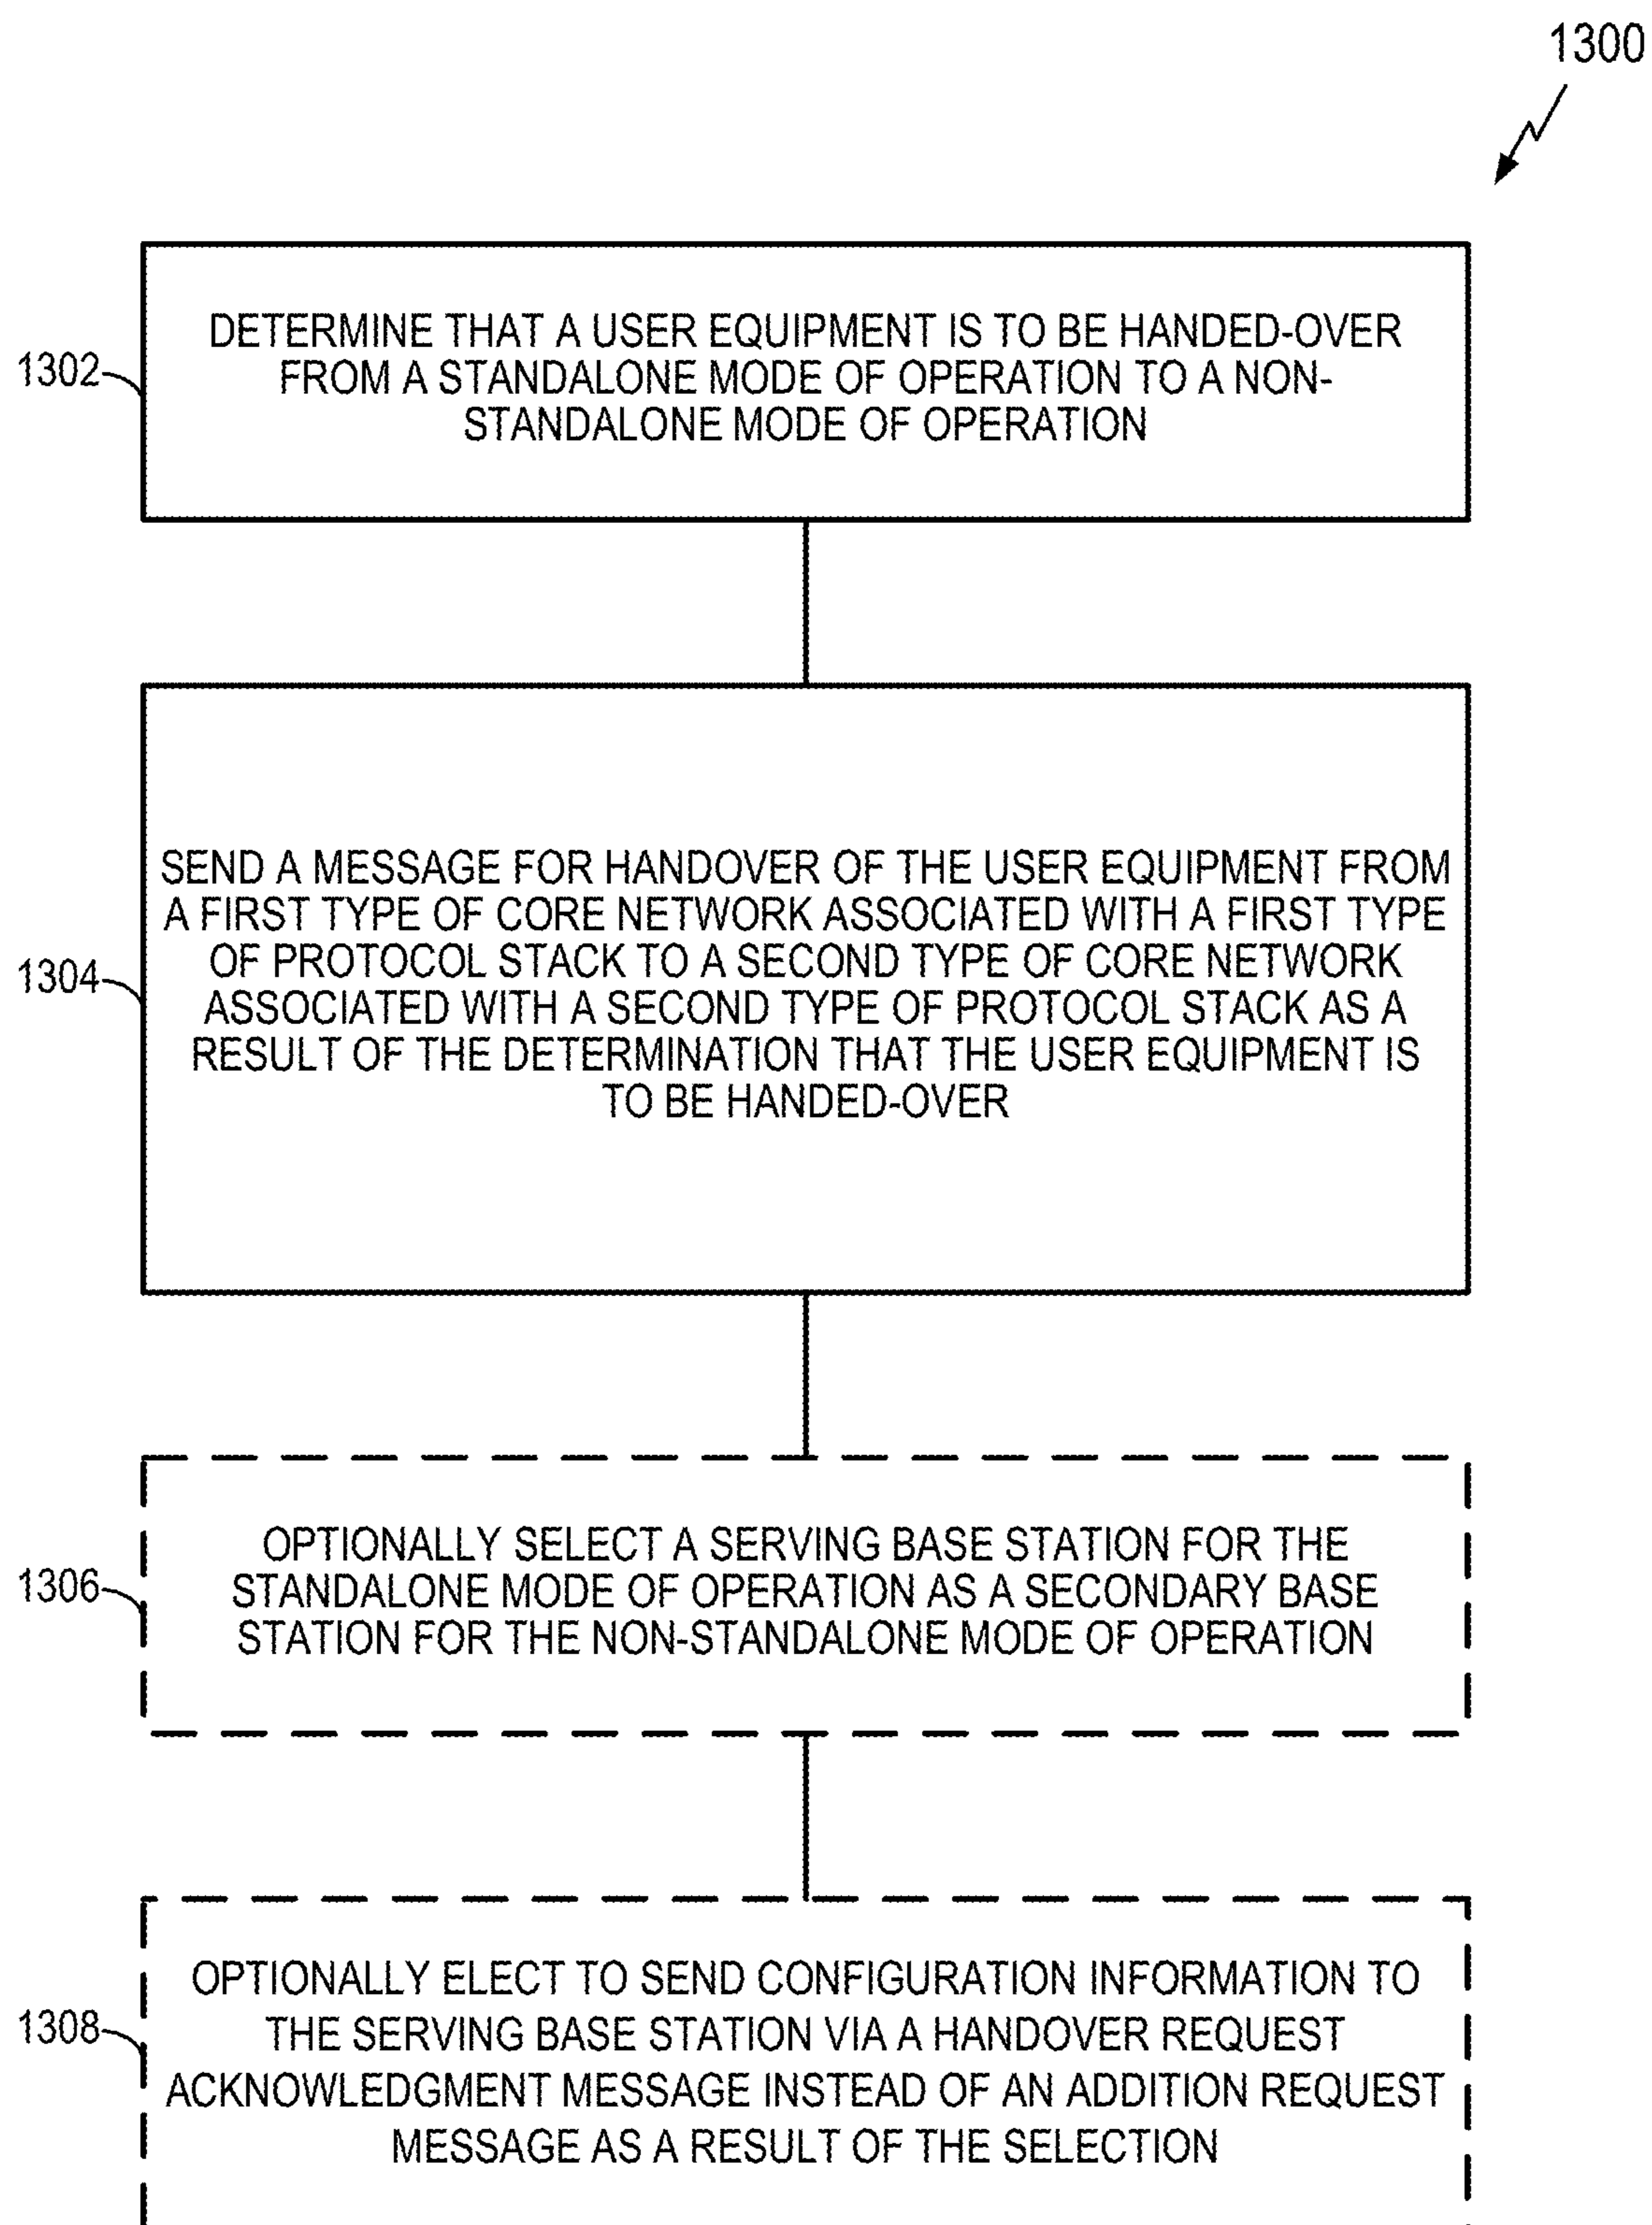 1300
1302
DETERMINE THAT A USER EQUIPMENT IS TO BE HANDED-OVER
FROM A STANDALONE MODE OF OPERATION TO A NON-
STANDALONE MODE OF OPERATION
1304
SEND A MESSAGE FOR HANDOVER OF THE USER EQUIPMENT FROM
A FIRST TYPE OF CORE NETWORK ASSOCIATED WITH A FIRST TYPE
OF PROTOCOL STACK TO A SECOND TYPE OF CORE NETWORK
ASSOCIATED WITH A SECOND TYPE OF PROTOCOL STACK AS A
RESULT OF THE DETERMINATION THAT THE USER EQUIPMENT IS
TO BE HANDED-OVER
1306
OPTIONALLY SELECT A SERVING BASE STATION FOR THE
STANDALONE MODE OF OPERATION AS A SECONDARY BASE
STATION FOR THE NON-STANDALONE MODE OF OPERATION
1308
OPTIONALLY ELECT TO SEND CONFIGURATION INFORMATION TO
THE SERVING BASE STATION VIA A HANDOVER REQUEST
ACKNOWLEDGMENT MESSAGE INSTEAD OF AN ADDITION REQUEST
MESSAGE AS A RESULT OF THE SELECTION